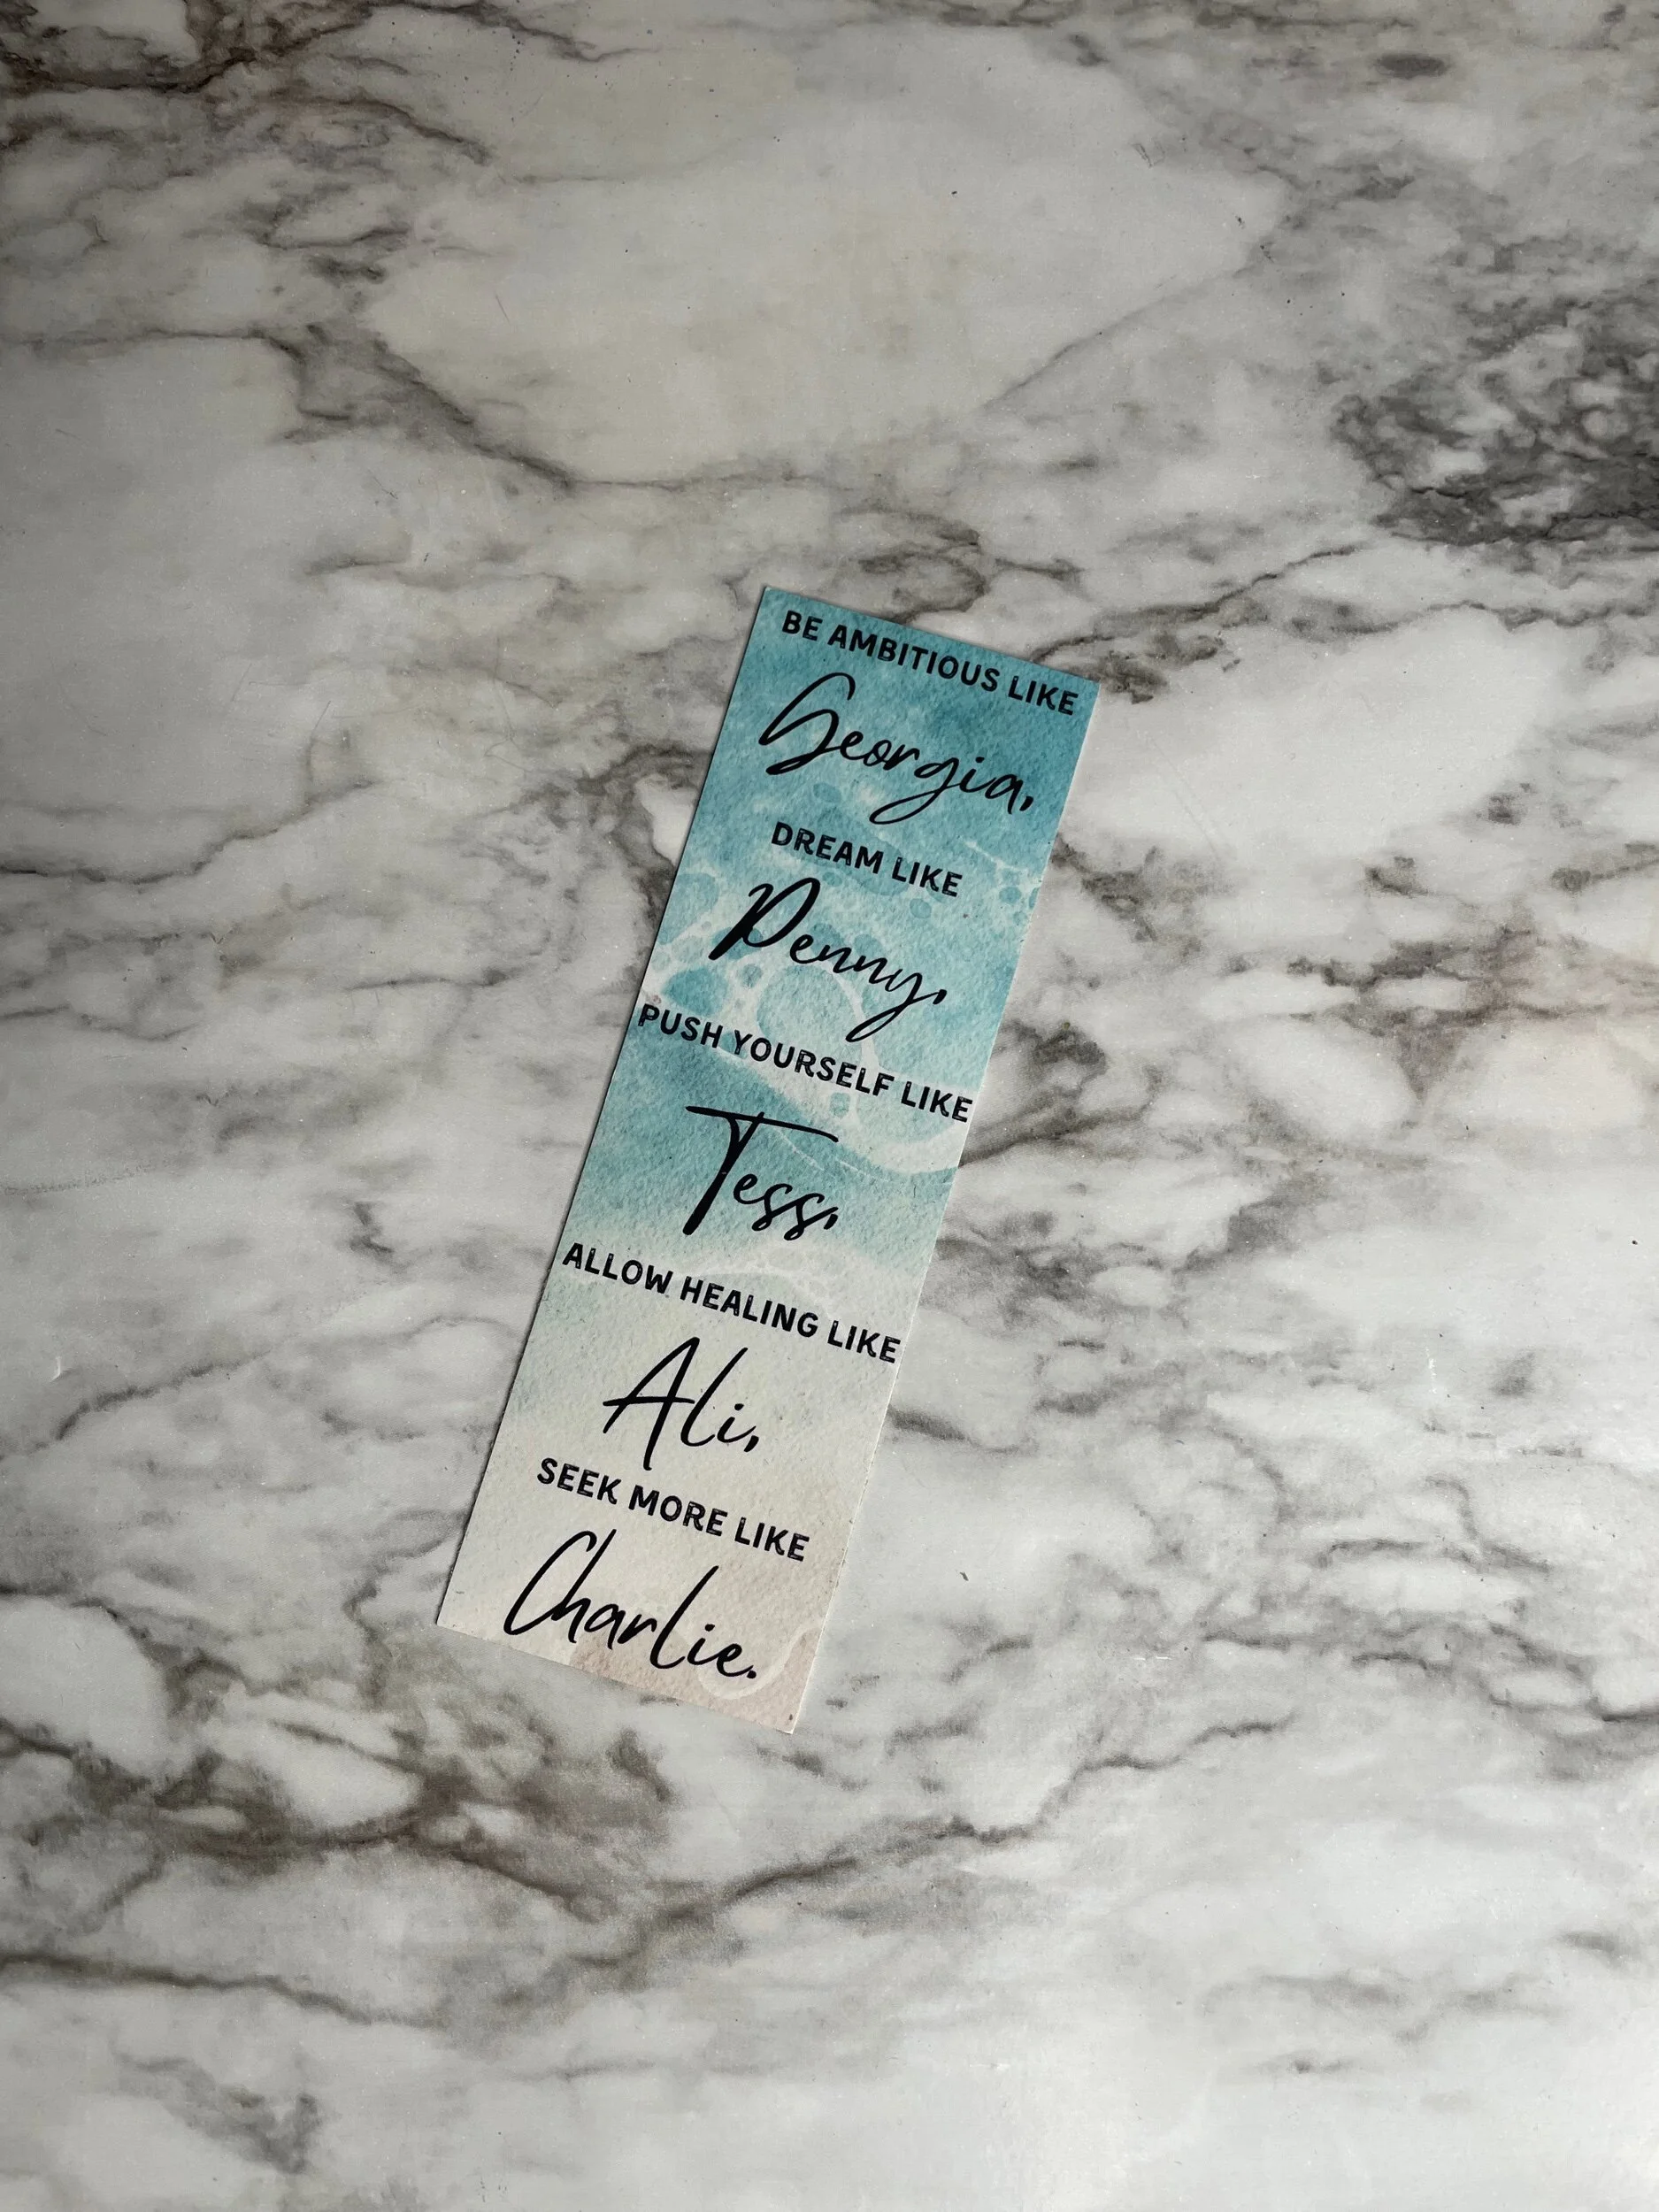 BE AMBITIOUS LIKE
Georgia,
DREAM LIKE
Penny,
PUSH YOURSELF LIKE
Tess,
ALLOW HEALING LIKE
Ali,
SEEK MORE LIKE
Charlie.